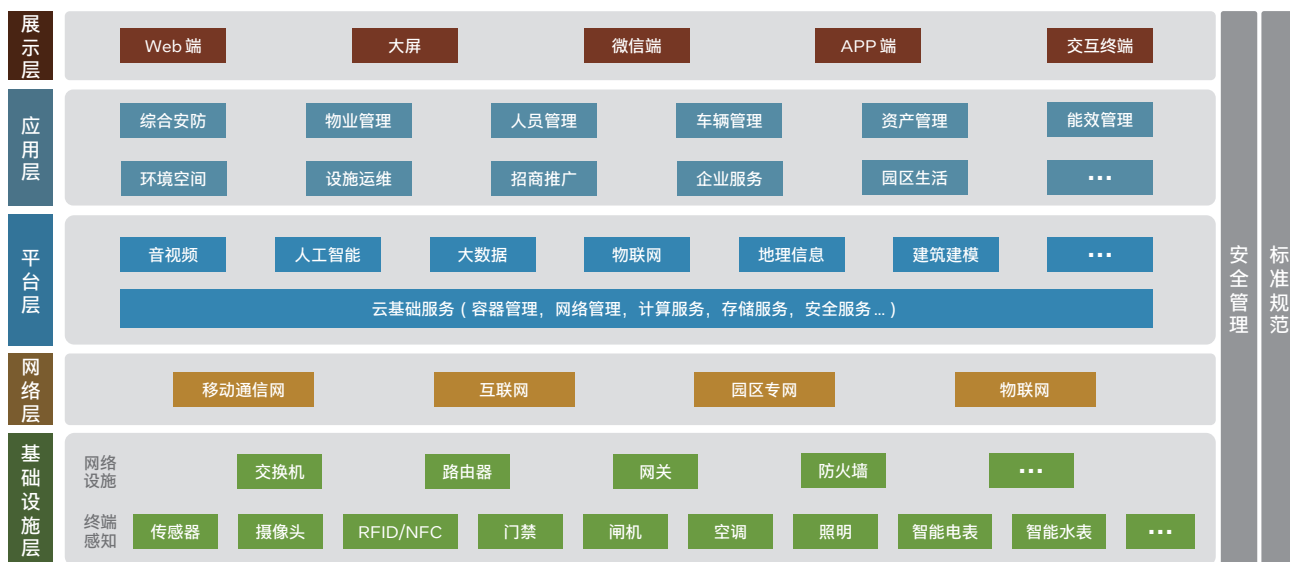 展示层
Web 端
大屏
微信端
APP 端
交互终端
应用层
综合安防
物业管理
人员管理
车辆管理
资产管理
能效管理
环境空间
设施运维
招商推广
企业服务
园区生活
...
平台层
音视频
人工智能
大数据
物联网
地理信息
建筑建模
...
云基础服务 ( 容器管理，网络管理，计算服务，存储服务，安全服务 ... )
网络层
移动通信网
互联网
园区专网
物联网
基础设施层
网络
设施
交换机
路由器
网关
防火墙
...
终端
感知
传感器
摄像头
RFID/NFC
门禁
闸机
空调
照明
智能电表
智能水表
...
安全管理
标准规范